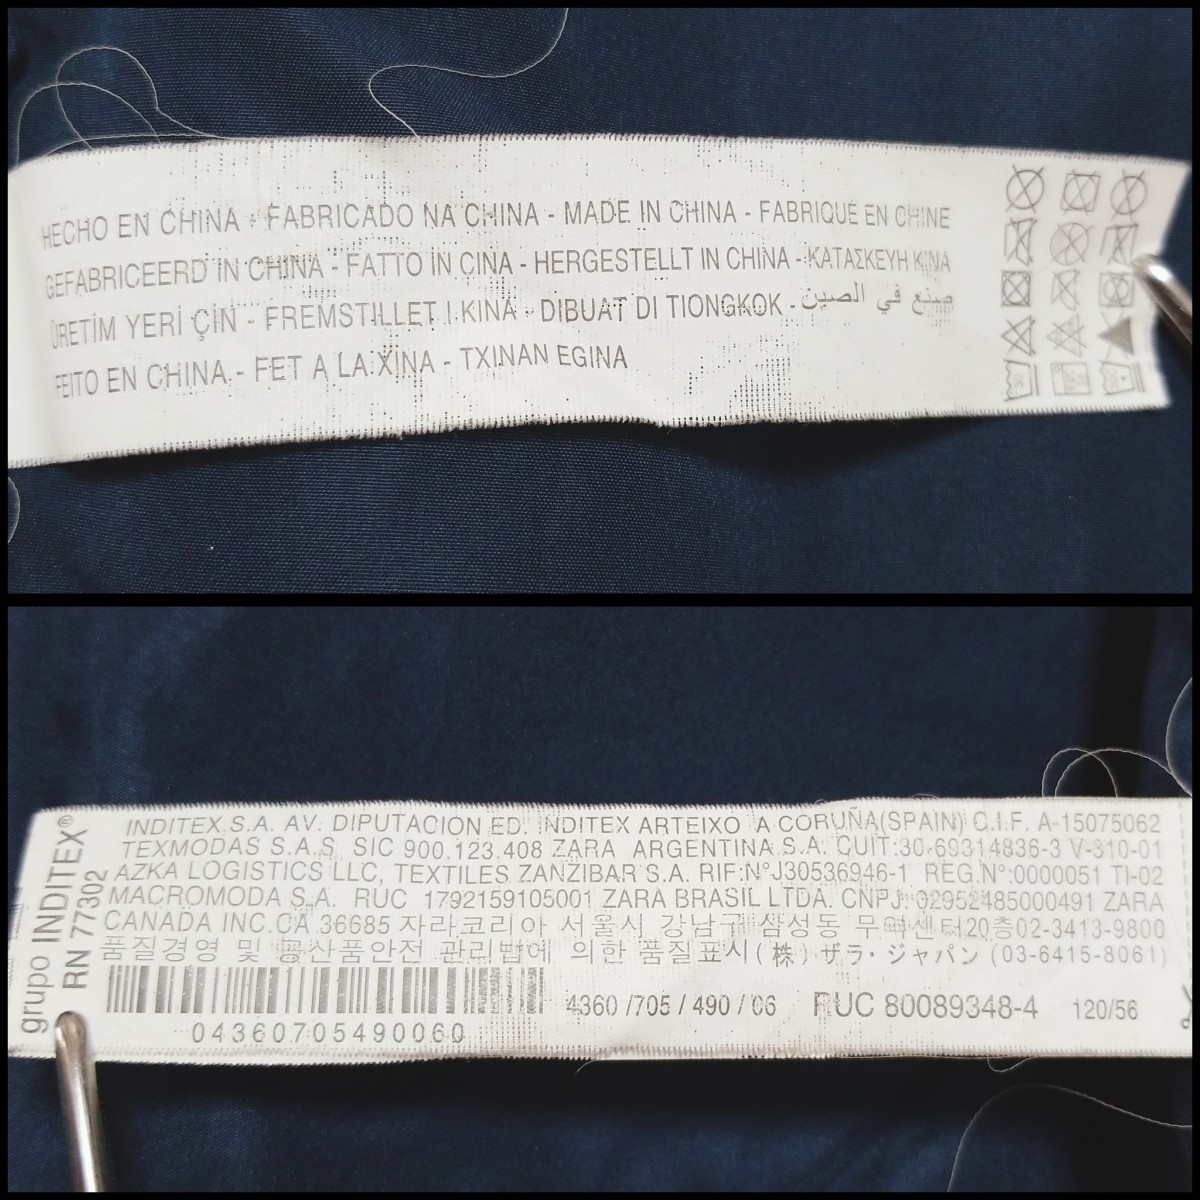 HECHO EN CHINA - FABRICADO NA CHINA - MADE IN CHINA - FABRIQUÉ EN CHINE
GEFABRICEERD IN CHINA - FATTO IN CINA - HERGESTELLT IN CHINA - ΚΑΤΑΣΚΕΥΗ ΚΙΝΑ
ÜRETİM YERİ ÇİN - FREMSTILLET I KINA - DIBUAT DI TIONGKOK - صنع في الصين
FEITO EN CHINA - FET A LA XINA - TXINAN EGINA
grupo INDITEX®
RN 77302
INDITEX,S.A. AV. DIPUTACION ED. INDITEX ARTEIXO A CORUÑA(SPAIN) C.I.F. A-15075062
TEXMODAS S.A.S. SIC 900.123.408 ZARA ARGENTINA S.A. CUIT:30-69314836-3 V-310-01
AZKA LOGISTICS LLC, TEXTILES ZANZIBAR S.A. RIF:N°J30536946-1 REG.N°:0000051 TI-02
MACROMODA S.A. RUC 1792159105001 ZARA BRASIL LTDA. CNPJ:02952485000491 ZARA
CANADA INC.CA 36685 자라코리아 서울시 강남구 삼성동 무역센터20층02-3413-9800
품질경영 및 공산품안전 관리법에 의한 품질표시(株)ザラ・ジャパン(03-6415-8061)
4360 /705 / 490 / 06 RUC 80089348-4 120/56
04360705490060